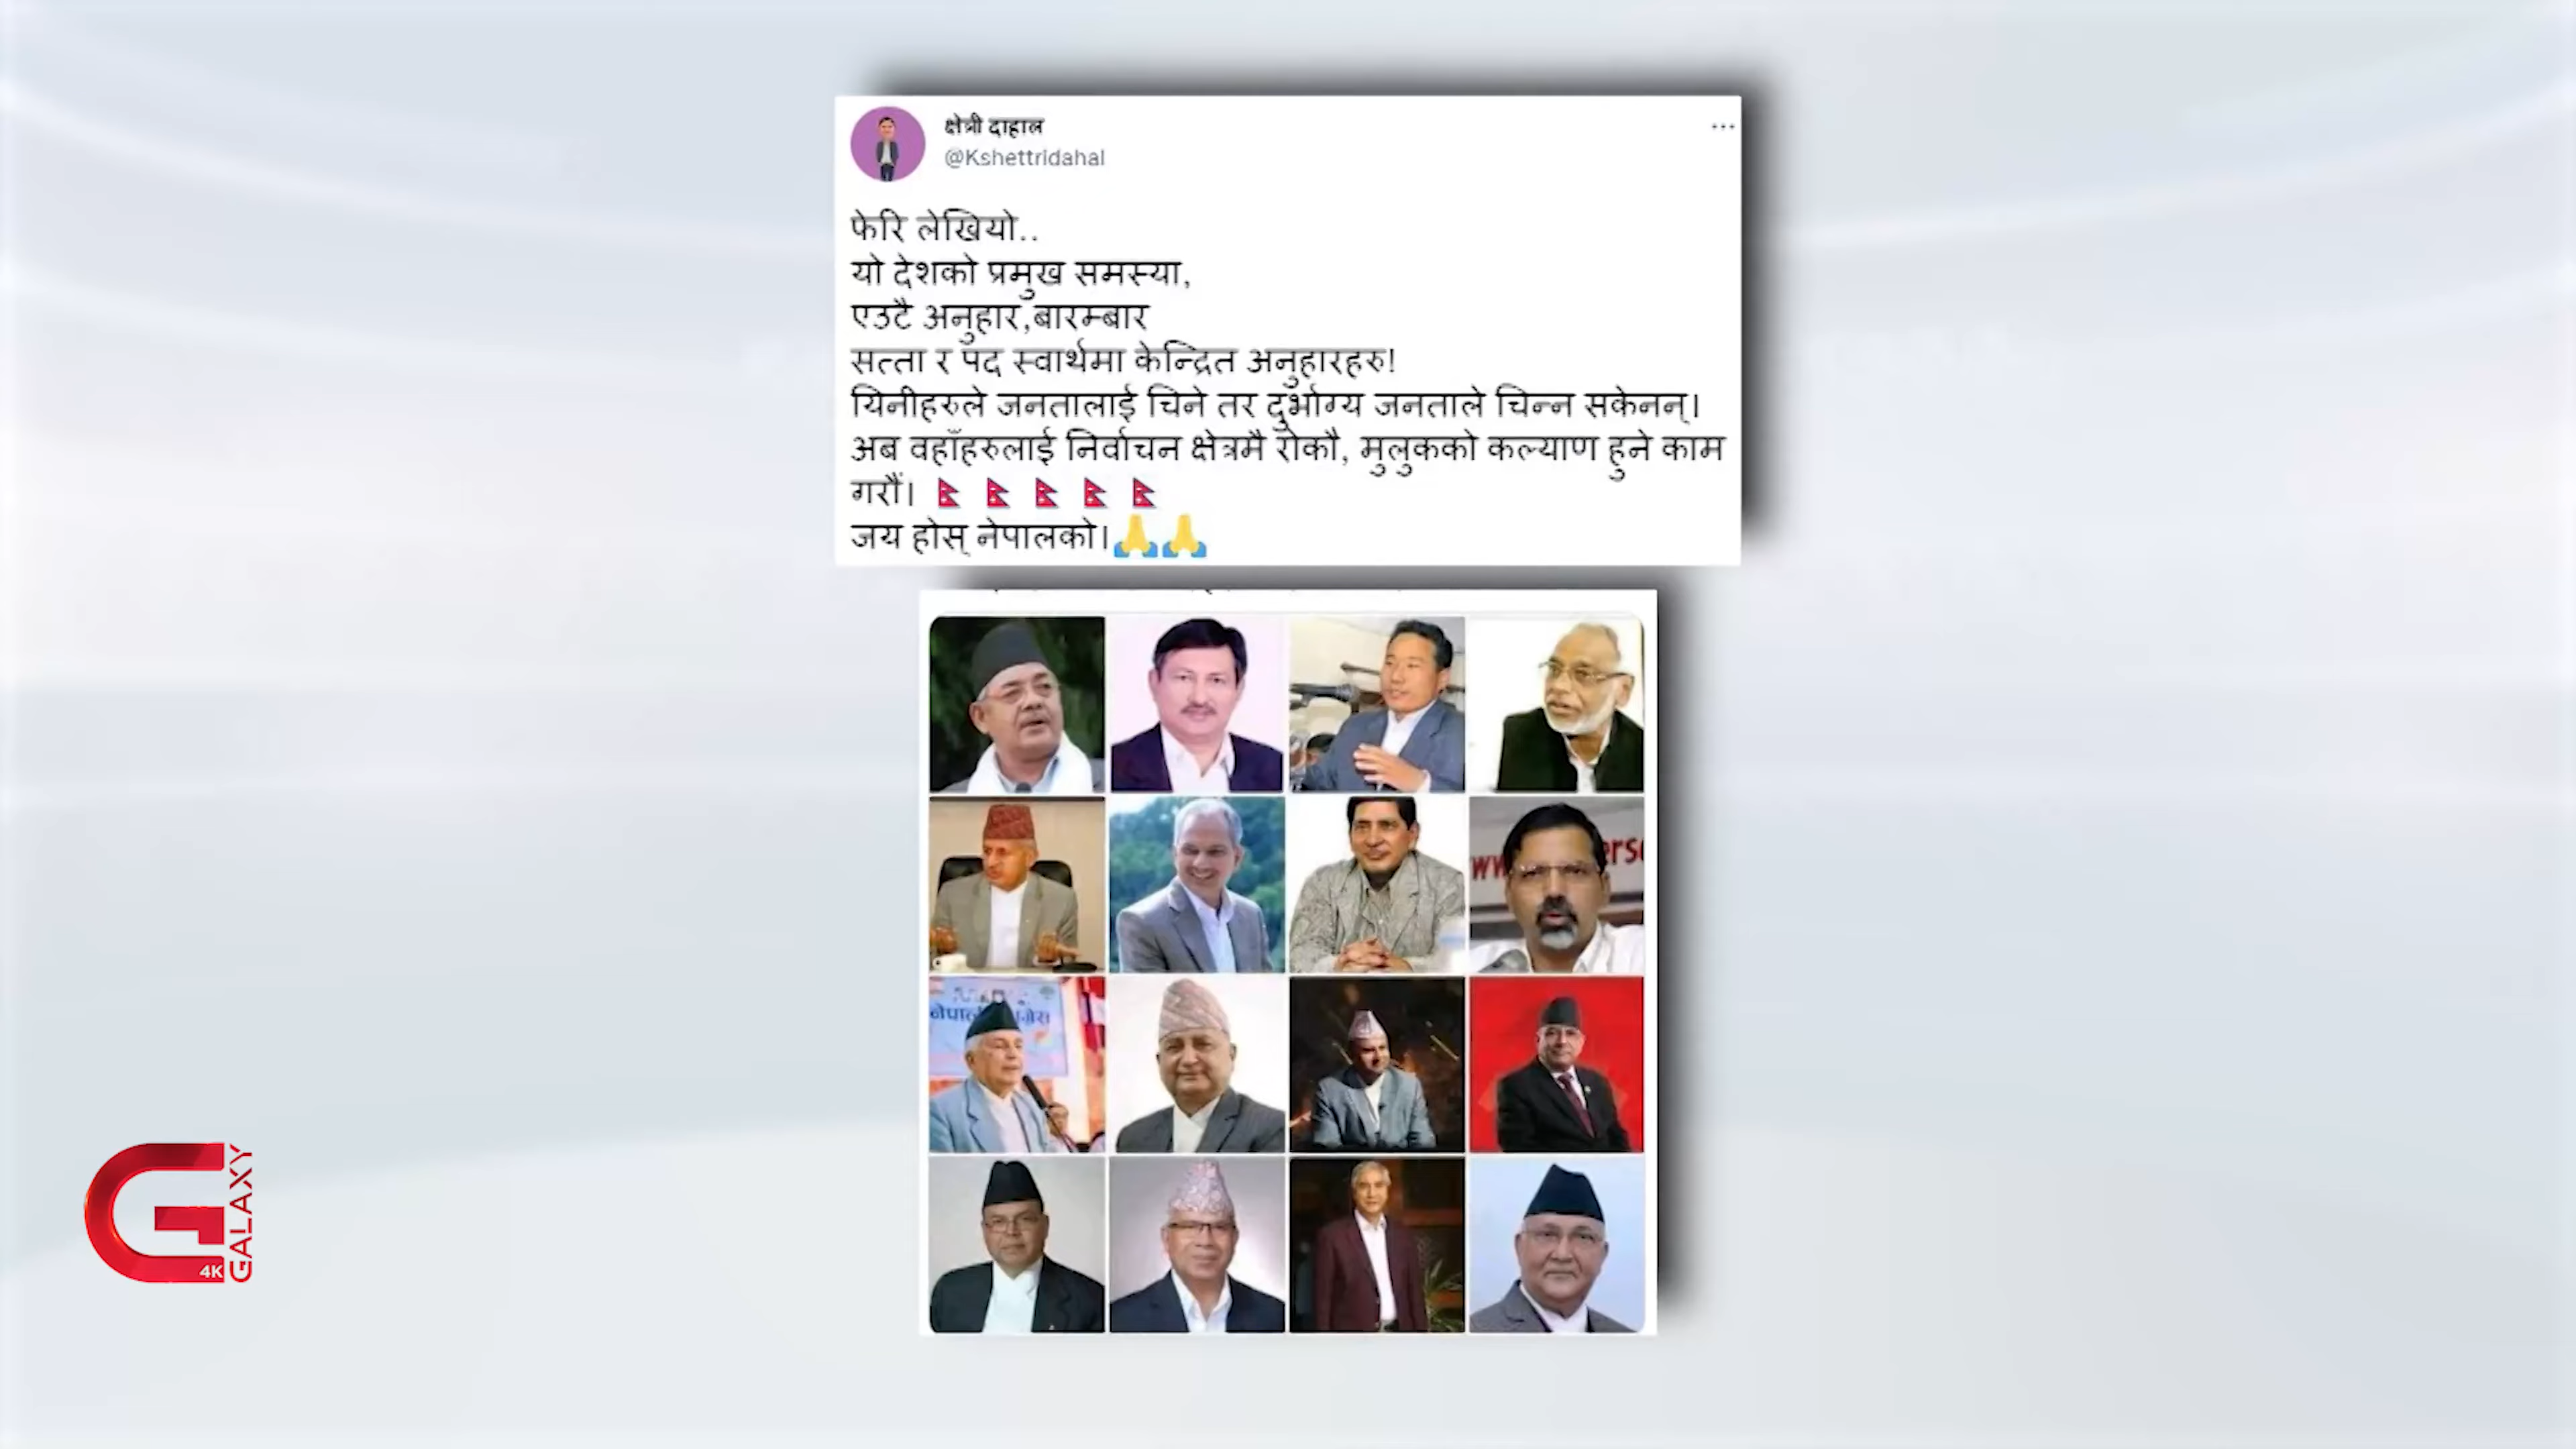 क्षेत्री दाहाल
@Kshettridahal
फेरि लेखियो..
यो देशको प्रमुख समस्या,
एउटै अनुहार,बारम्बार
सत्ता र पद स्वार्थमा केन्द्रित अनुहारहरु!
यिनीहरुले जनतालाई चिने तर दुर्भाग्य जनताले चिन्न सकेनन्।
अब वहाँहरुलाई निर्वाचन क्षेत्रमै रोकौ, मुलुकको कल्याण हुने काम
गरौं। 🇳🇵 🇳🇵 🇳🇵 🇳🇵 🇳🇵
जय होस् नेपालको।🙏🙏
GALAXY
4K